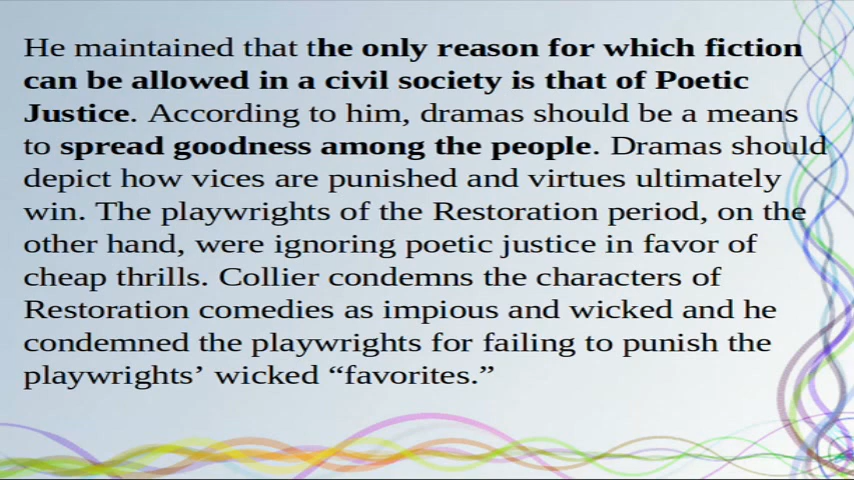 He maintained that the only reason for which fiction
can be allowed in a civil society is that of Poetic
Justice. According to him, dramas should be a means
to spread goodness among the people. Dramas should
depict how vices are punished and virtues ultimately
win. The playwrights of the Restoration period, on the
other hand, were ignoring poetic justice in favor of
cheap thrills. Collier condemns the characters of
Restoration comedies as impious and wicked and he
condemned the playwrights for failing to punish the
playwrights’ wicked “favorites.”